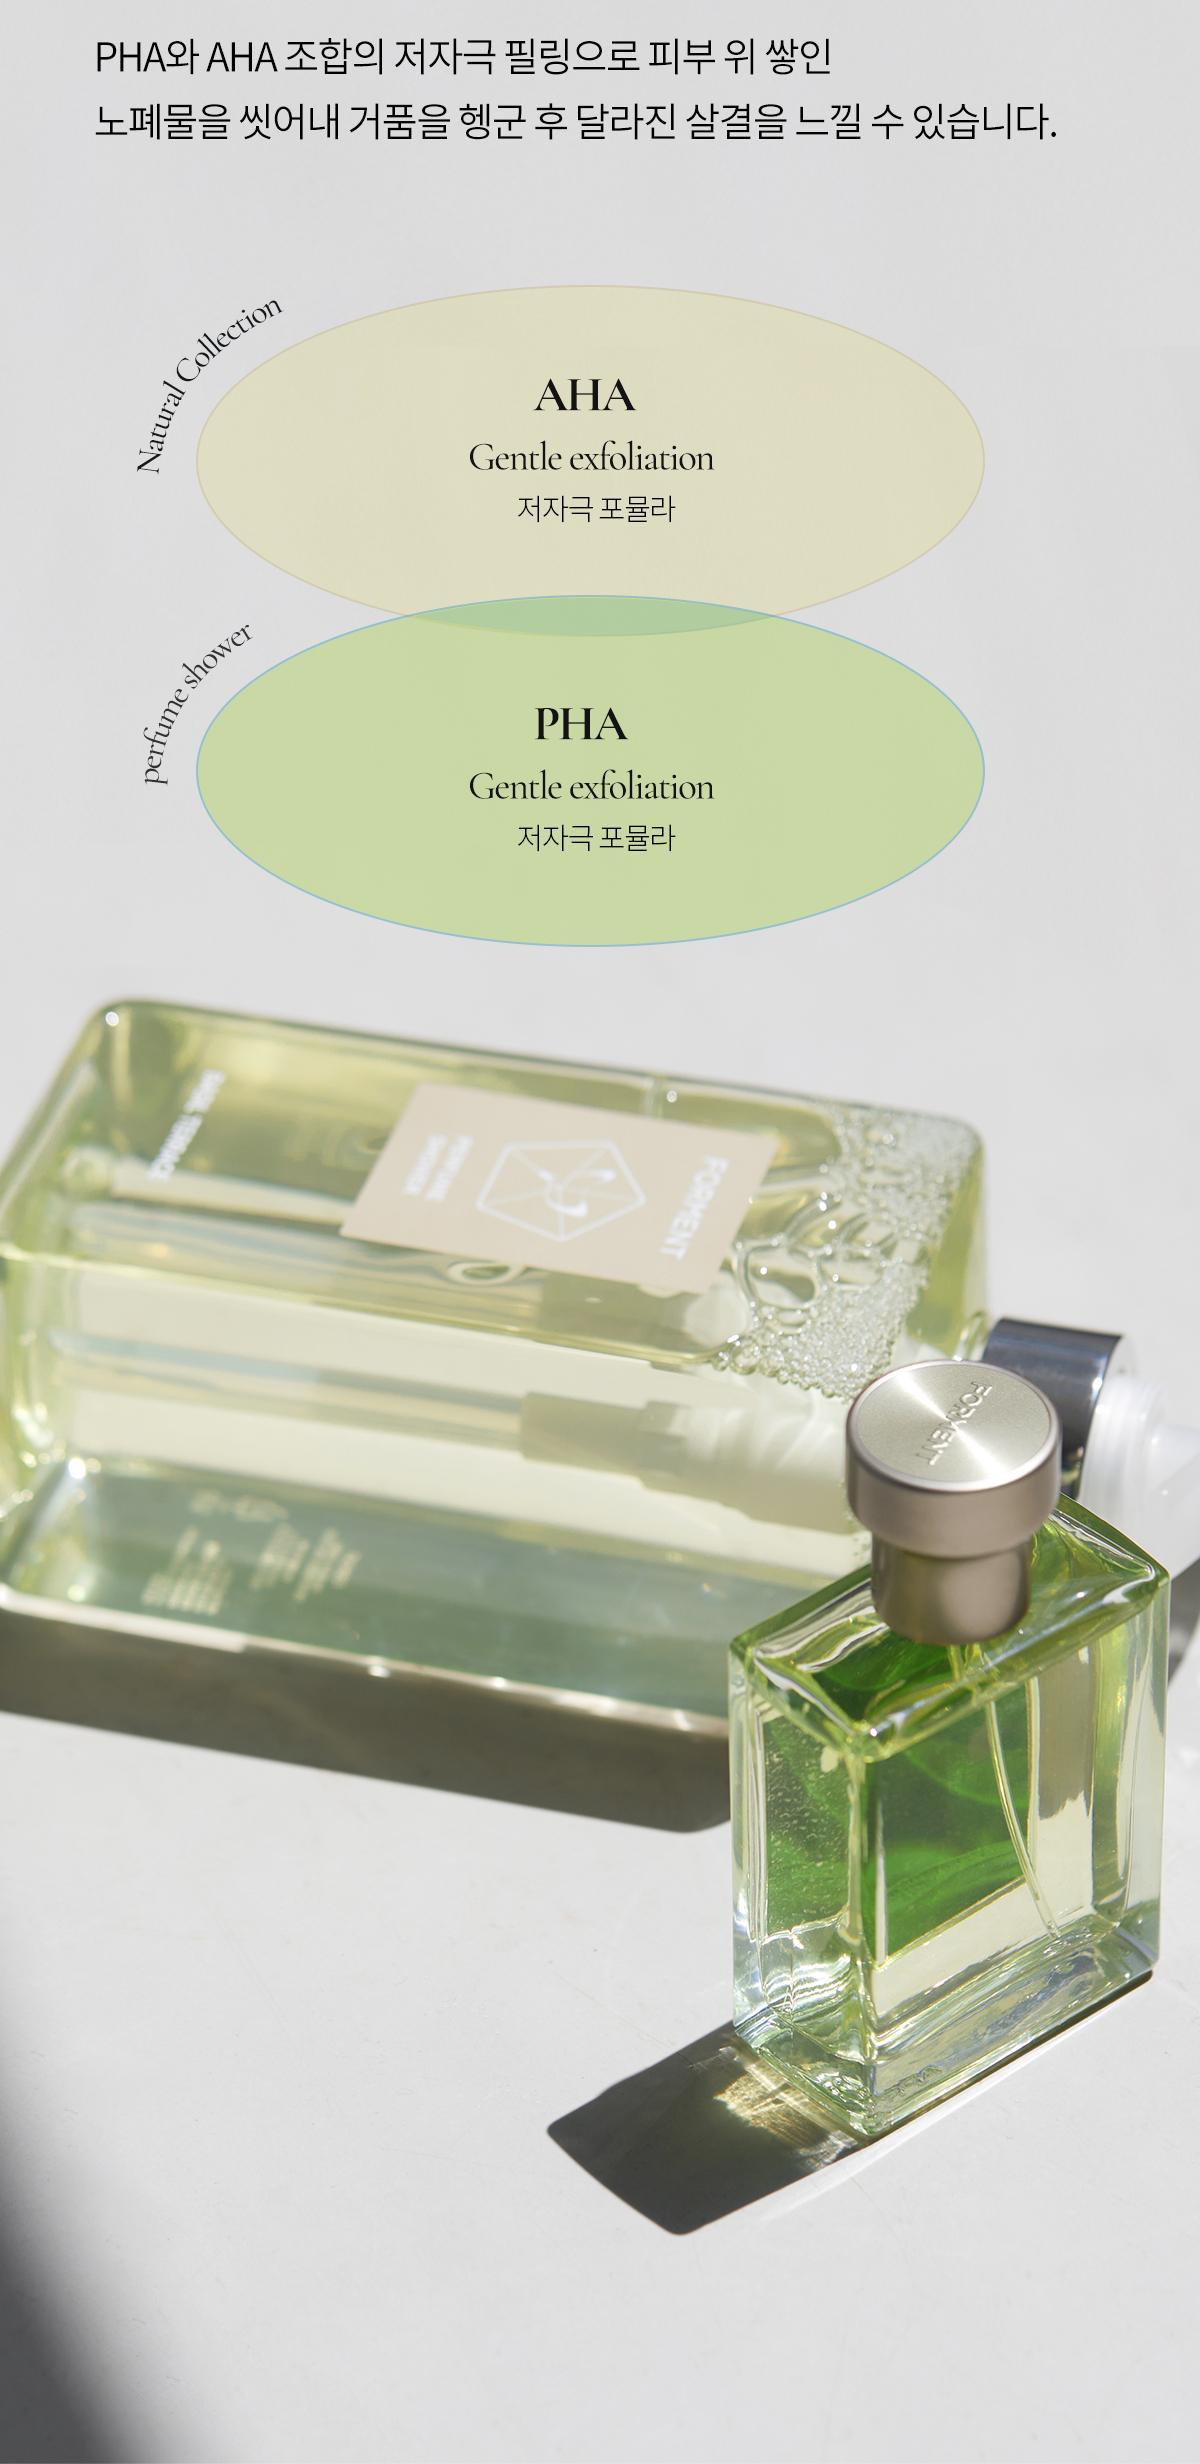 PHA와 AHA 조합의 저자극 필링으로 피부 위 쌓인
노폐물을 씻어내 거품을 헹군 후 달라진 살결을 느낄 수 있습니다.
Natural Collection
AHA
Gentle exfoliation
저자극 포뮬라
perfume shower
PHA
Gentle exfoliation
저자극 포뮬라
FORMENT
PERFUME
SHOWER
TERRACE
FORMENT